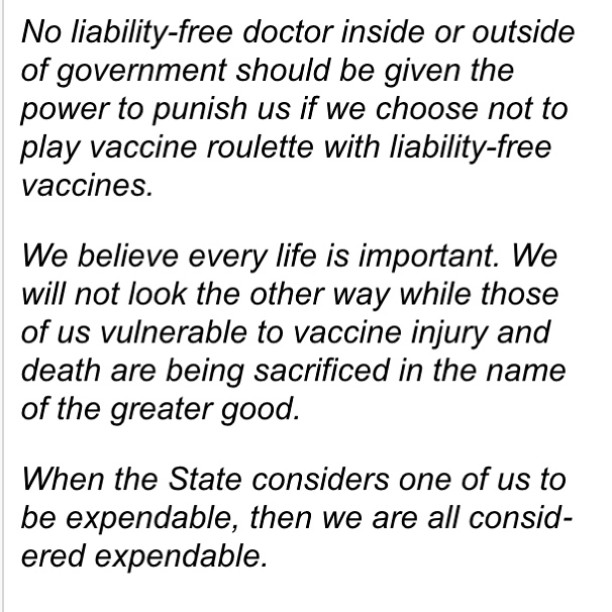 No liability-free doctor inside or outside
of government should be given the
power to punish us if we choose not to
play vaccine roulette with liability-free
vaccines.
We believe every life is important. We
will not look the other way while those
of us vulnerable to vaccine injury and
death are being sacrificed in the name
of the greater good.
When the State considers one of us to
be expendable, then we are all consid-
ered expendable.